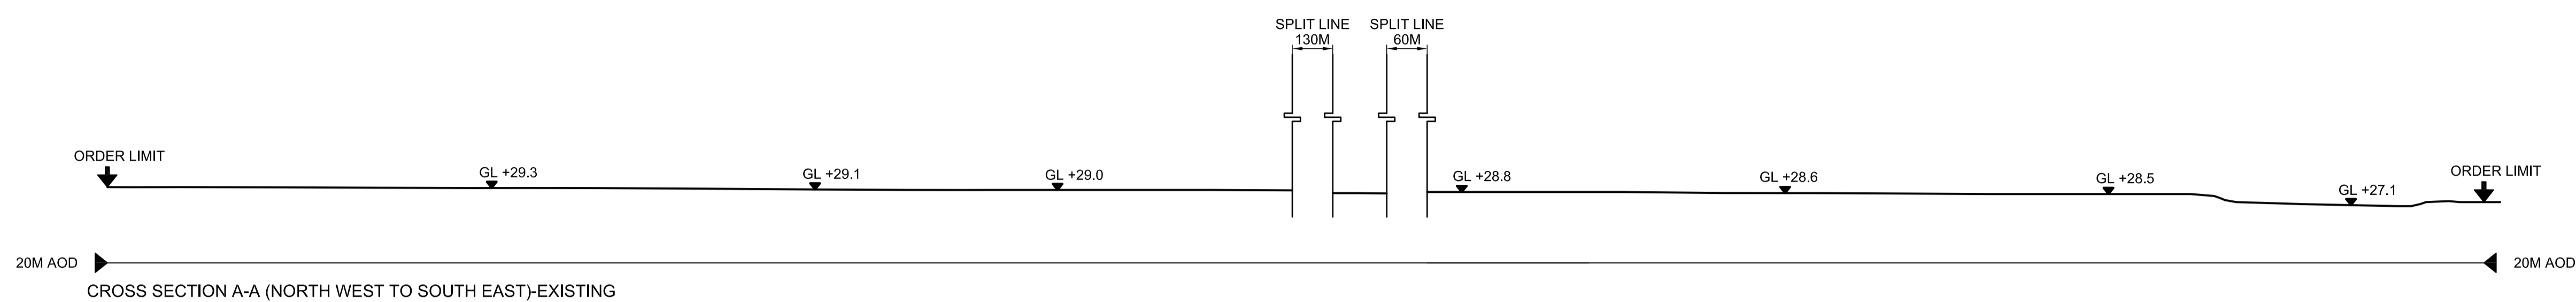 SPLIT LINE
130M
SPLIT LINE
60M
ORDER LIMIT
GL +29.3
GL +29.1
GL +29.0
GL +28.8
GL +28.6
GL +28.5
GL +27.1
ORDER LIMIT
20M AOD
20M AOD
CROSS SECTION A-A (NORTH WEST TO SOUTH EAST)-EXISTING